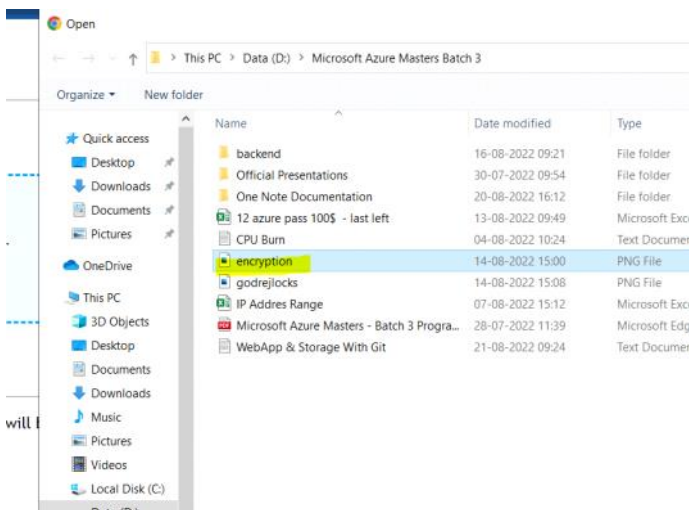 Open
This PC > Data (D:) > Microsoft Azure Masters Batch 3
Organize New folder
Name Date modified Type
Quick access
Desktop
Downloads
Documents
Pictures
OneDrive
This PC
3D Objects
Desktop
Documents
Downloads
Music
Pictures
Videos
Local Disk (C:)
backend 16-08-2022 09:21 File folder
Official Presentations 30-07-2022 09:54 File folder
One Note Documentation 20-08-2022 16:12 File folder
12 azure pass 100$ - last left 13-08-2022 09:49 Microsoft Exc
CPU Burn 04-08-2022 10:24 Text Documen
encryption 14-08-2022 15:00 PNG File
godrejlocks 14-08-2022 15:08 PNG File
IP Addres Range 07-08-2022 15:12 Microsoft Exc
Microsoft Azure Masters - Batch 3 Progra... 28-07-2022 11:39 Microsoft Edg
WebApp & Storage With Git 21-08-2022 09:24 Text Documen
will